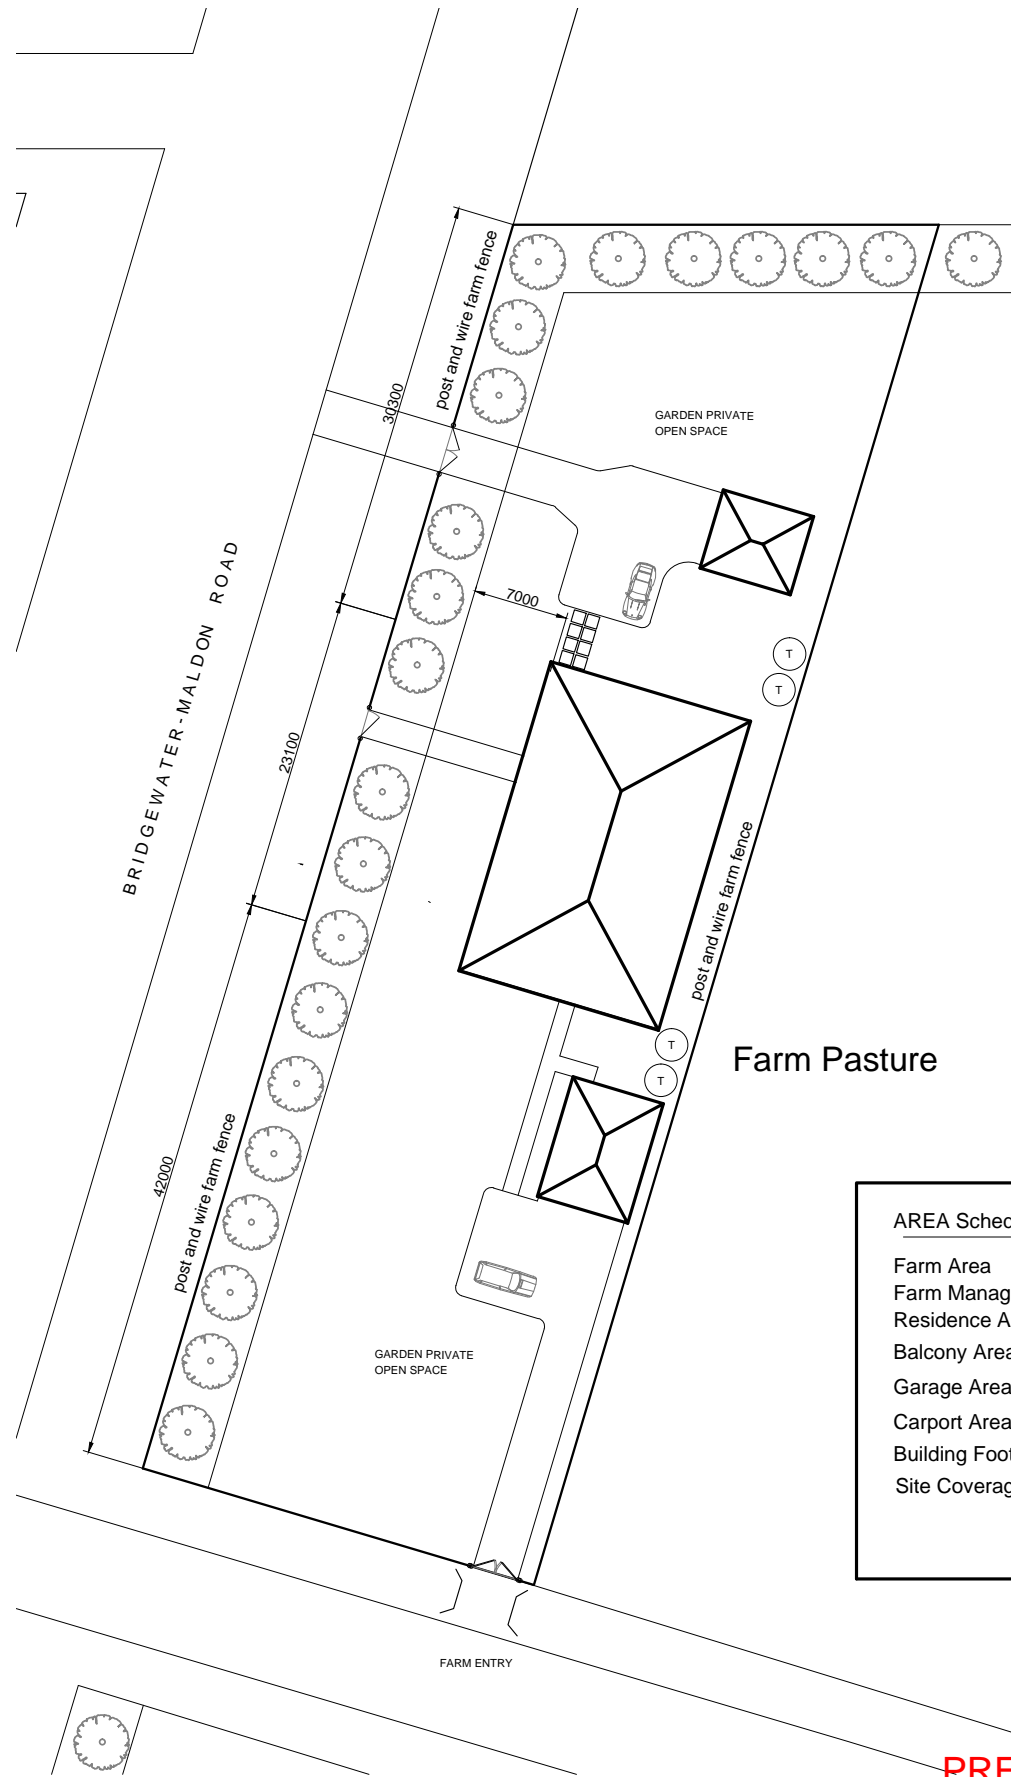 post and wire farm fence
30300
GARDEN PRIVATE
OPEN SPACE
BRIDGEWATER-MALDON ROAD
7000
T
T
23100
post and wire farm fence
T
T
Farm Pasture
42000
post and wire farm fence
AREA Sched
Farm Area
Farm Manag
Residence A
Balcony Area
Garage Area
Carport Area
Building Foot
Site Coverag
GARDEN PRIVATE
OPEN SPACE
FARM ENTRY
PRE